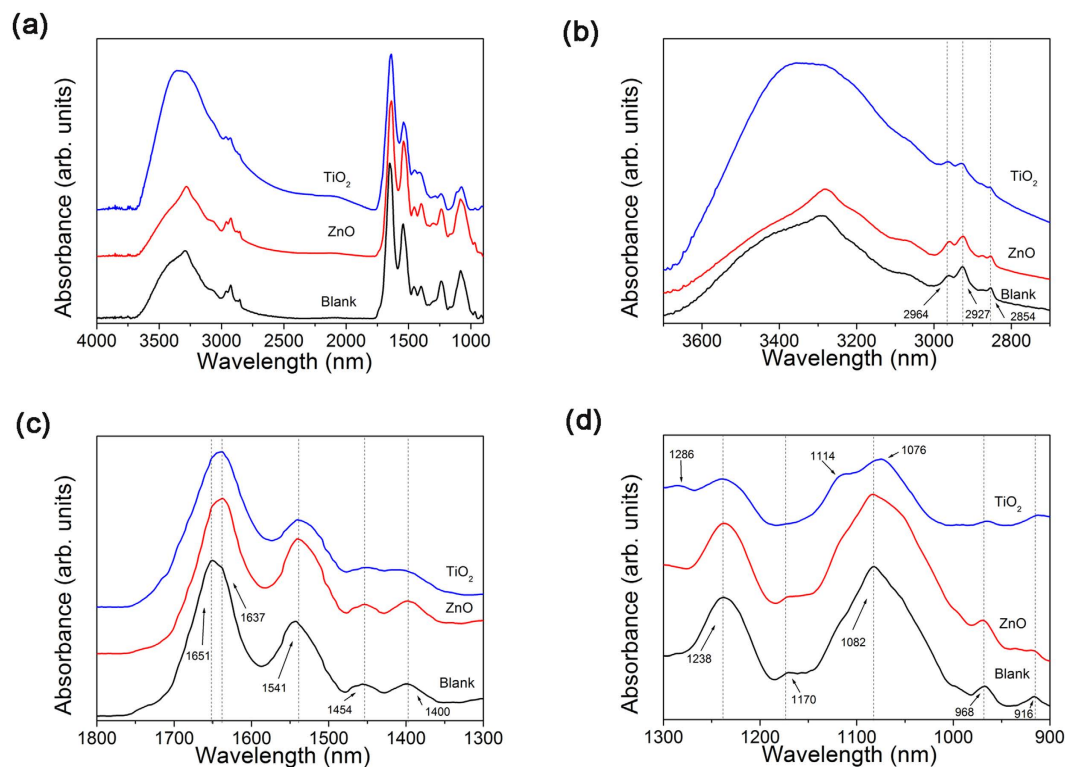 (a)
Absorbance (arb. units)
TiO2
ZnO
Blank
4000 3500 3000 2500 2000 1500 1000
Wavelength (nm)
(b)
Absorbance (arb. units)
TiO2
ZnO
Blank
2964 2927 2854
3600 3400 3200 3000 2800
Wavelength (nm)
(c)
Absorbance (arb. units)
TiO2
ZnO
Blank
1651 1637 1541 1454 1400
1800 1700 1600 1500 1400 1300
Wavelength (nm)
(d)
Absorbance (arb. units)
1286 1114 1076
TiO2
ZnO
Blank
1238 1170 1082 968 916
1300 1200 1100 1000 900
Wavelength (nm)